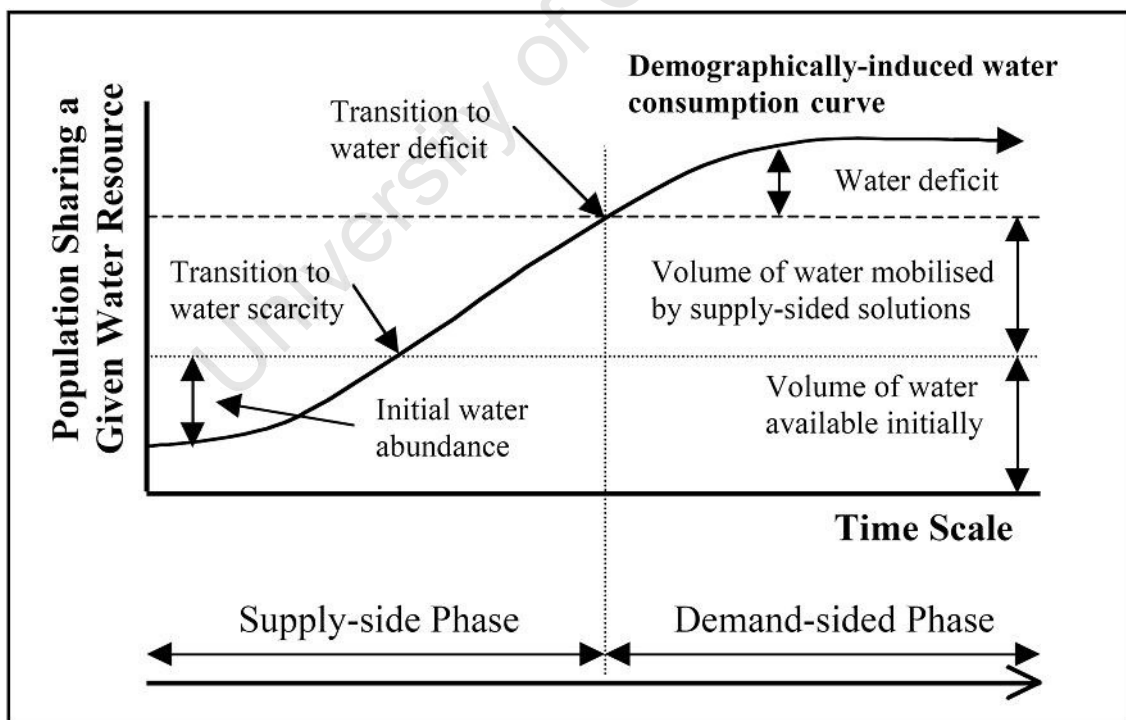 University of C
Demographically-induced water
consumption curve
Transition to
water deficit
Water deficit
Population Sharing a
Given Water Resource
Transition to
water scarcity
Volume of water mobilised
by supply-sided solutions
Initial water
abundance
Volume of water
available initially
Time Scale
Supply-side Phase
Demand-sided Phase